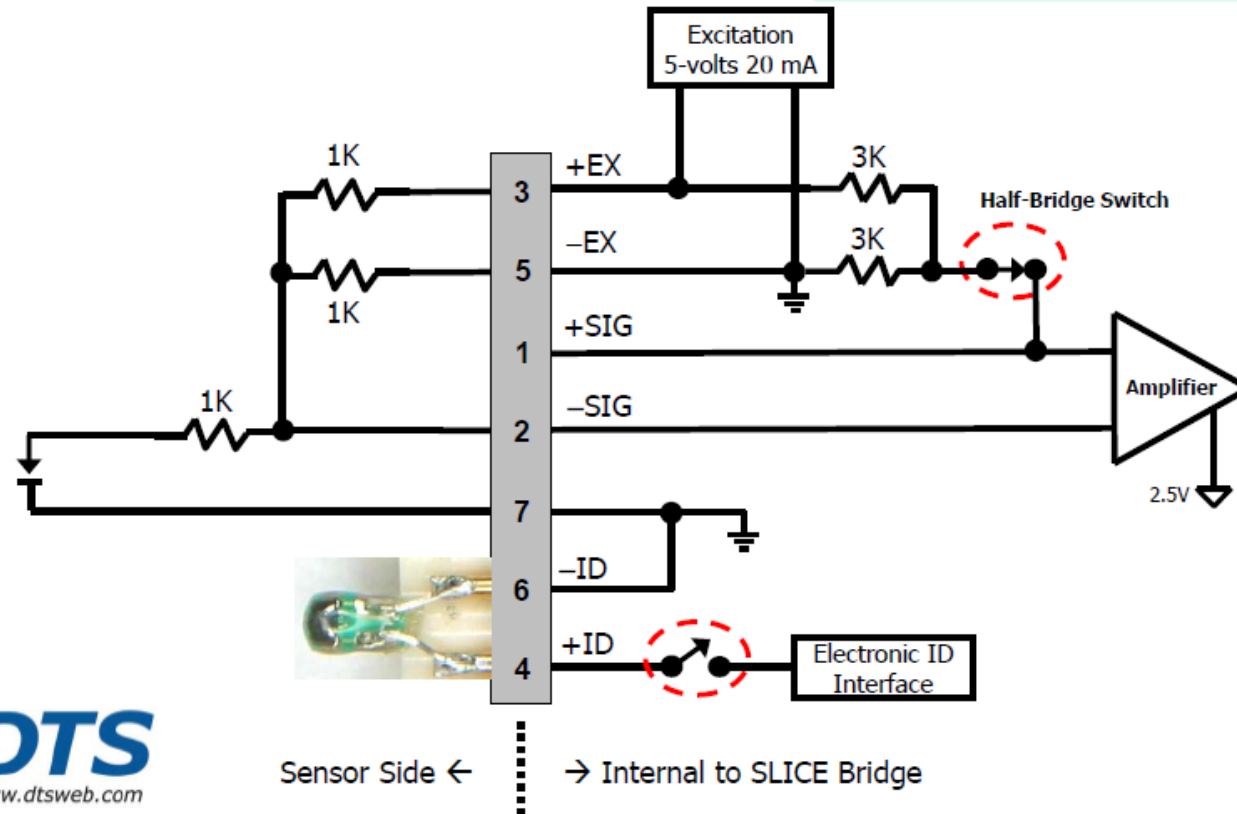 Excitation
5-volts 20 mA
1K
3
+EX
3K
Half-Bridge Switch
1K
5
−EX
3K
1
+SIG
Amplifier
1K
2
−SIG
2.5V
7
6
−ID
4
+ID
Electronic ID
Interface
DTS
w.dtsweb.com
Sensor Side ←
→ Internal to SLICE Bridge